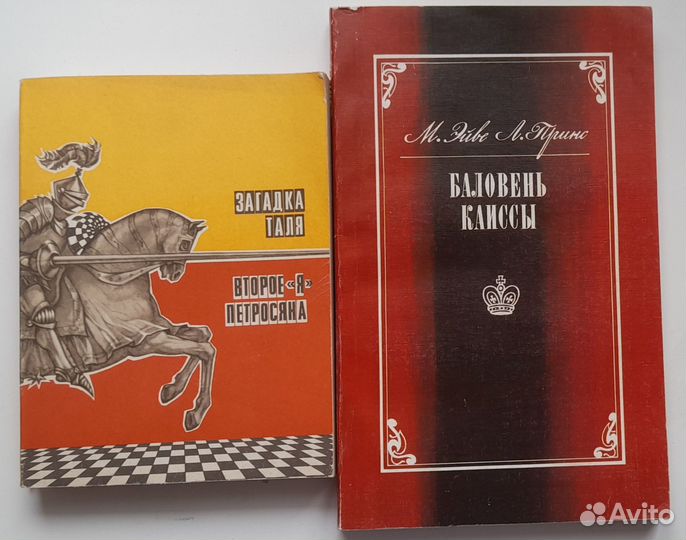 ЗАГАДКА
ТАЛЯ
ВТОРОЕ «Я»
ПЕТРОСЯНА
М. Эйве Л. Принс
БАЛОВЕНЬ
КАИССЫ
Avito